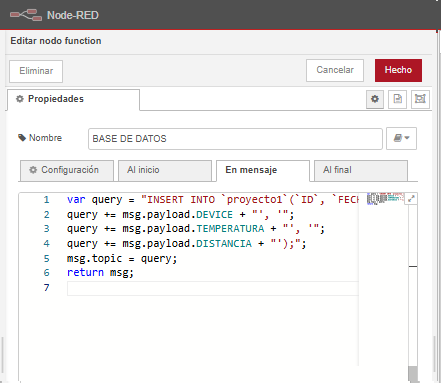 Node-RED
Editar nodo function
Eliminar
Cancelar
Hecho
Propiedades
Nombre
BASE DE DATOS
Configuración
Al inicio
En mensaje
Al final
1 var query = "INSERT INTO `proyecto1`(`ID`, `FECH
2 query += msg.payload.DEVICE + "', '";
3 query += msg.payload.TEMPERATURA + "', '";
4 query += msg.payload.DISTANCIA + "');";
5 msg.topic = query;
6 return msg;
7